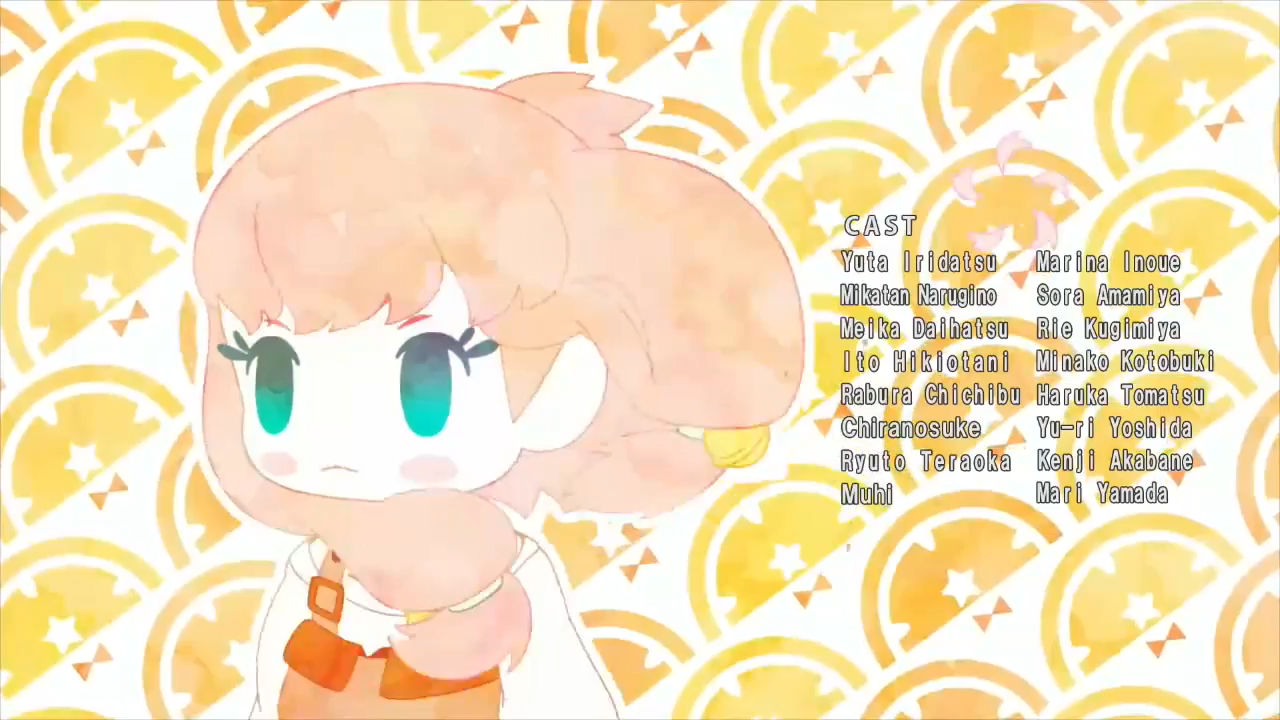 CAST
Yuta Iridatsu Marina Inoue
Mikatan Narugino Sora Amamiya
Meika Daihatsu Rie Kugimiya
Ito Hikiotani Minako Kotobuki
Rabura Chichibu Haruka Tomatsu
Chiranosuke Yu-ri Yoshida
Ryuto Teraoka Kenji Akabane
Muhi Mari Yamada